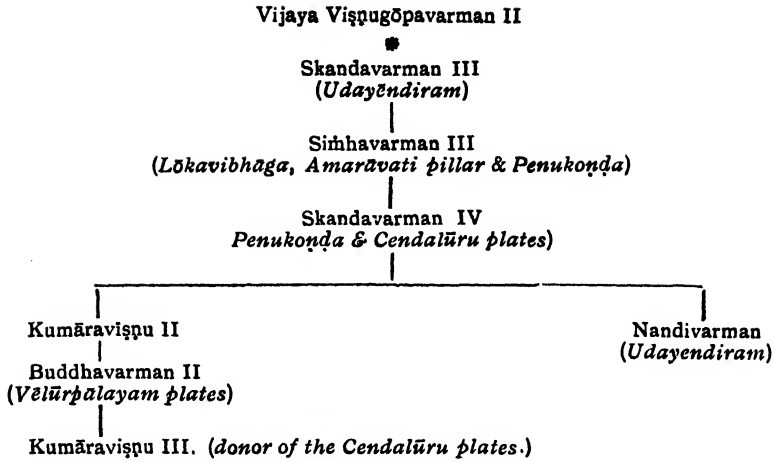 Vijaya Viṣṇugōpavarman II
Skandavarman III
(Udayēndiram)
Siṁhavarman III
(Lōkavibhāga, Amarāvati pillar & Penukoṇḍa)
Skandavarman IV
Penukoṇḍa & Cendalūru plates)
Kumāraviṣṇu II
Nandivarman
(Udayendiram)
Buddhavarman II
(Vēlūrpāḷayam plates)
Kumāraviṣṇu III. (donor of the Cendalūru plates.)